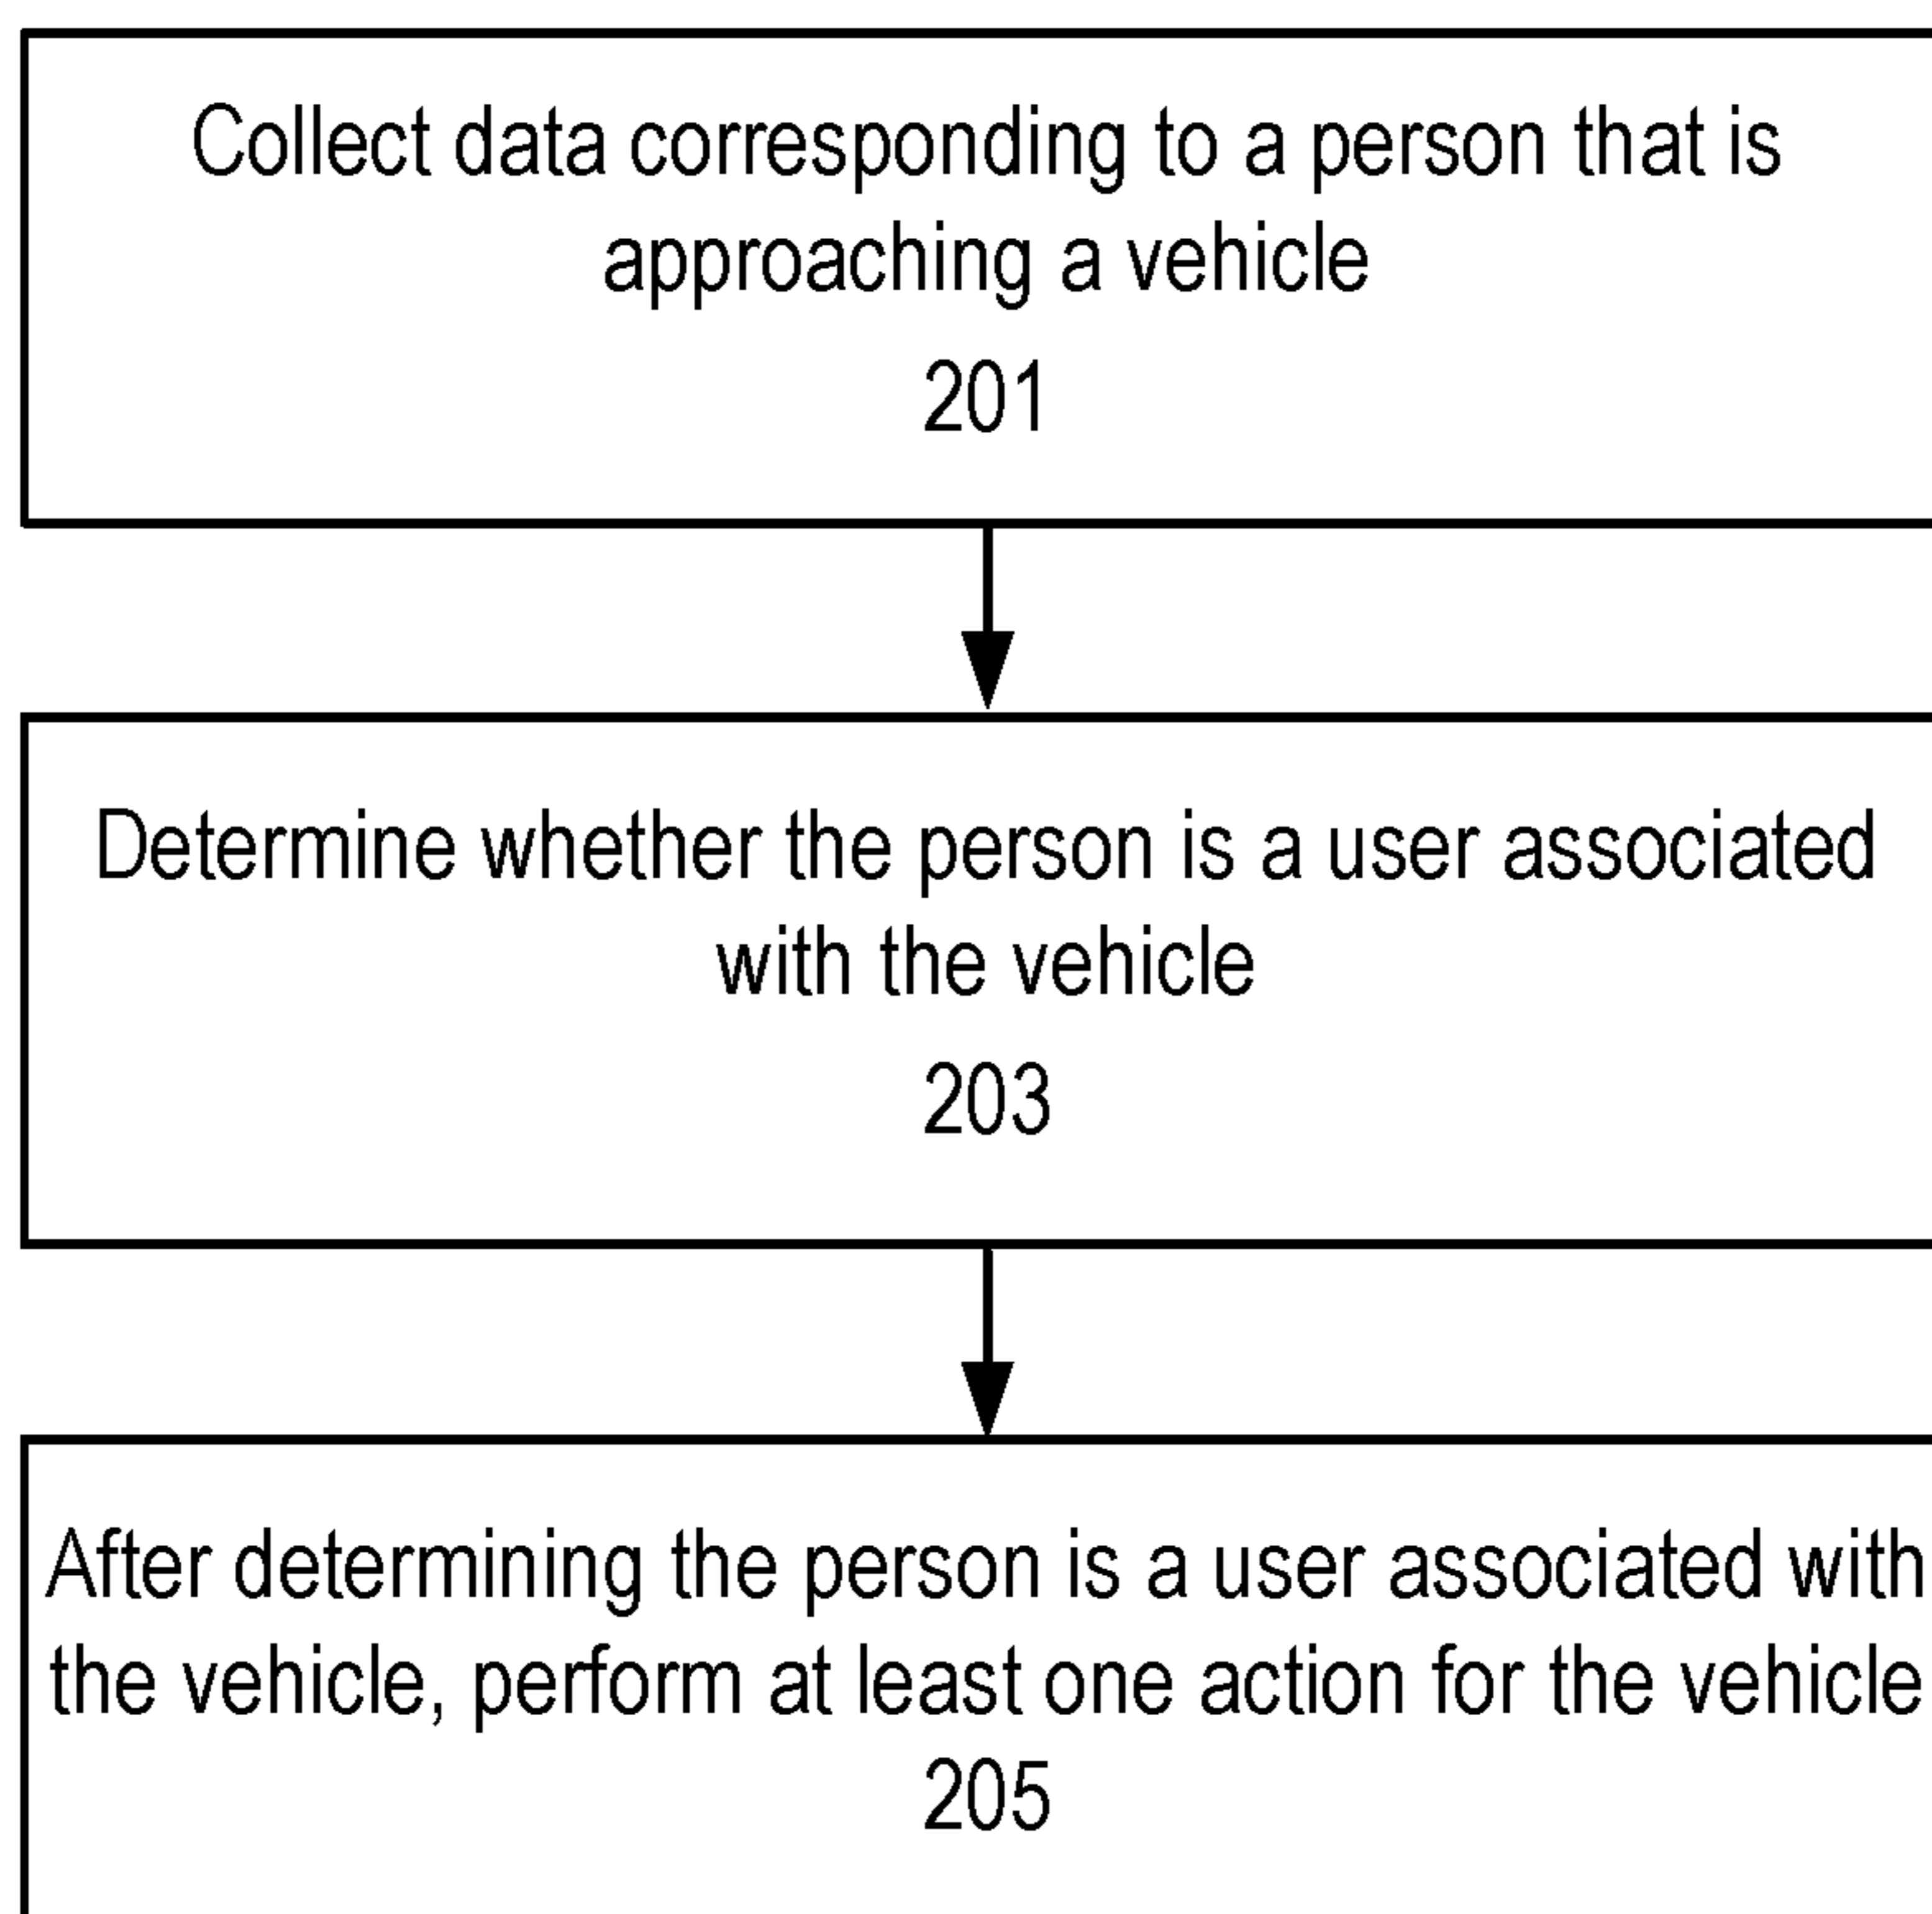 Collect data corresponding to a person that is
approaching a vehicle
201
Determine whether the person is a user associated
with the vehicle
203
After determining the person is a user associated with
the vehicle, perform at least one action for the vehicle
205